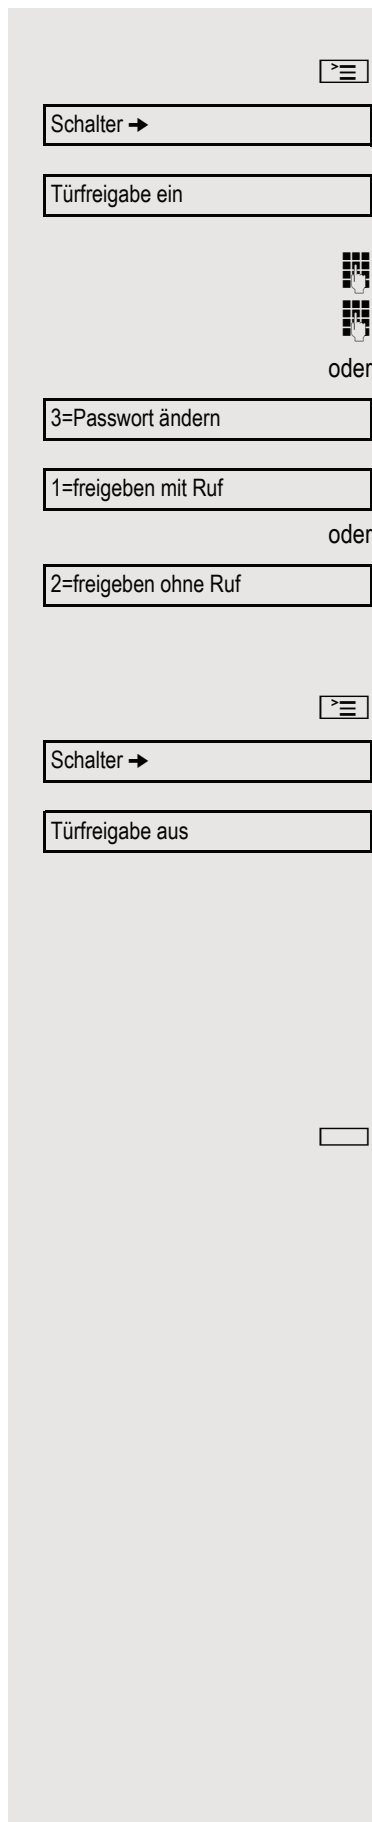 Schalter →
Türfreigabe ein
oder
3=Passwort ändern
1=freigeben mit Ruf
oder
2=freigeben ohne Ruf
Schalter →
Türfreigabe aus